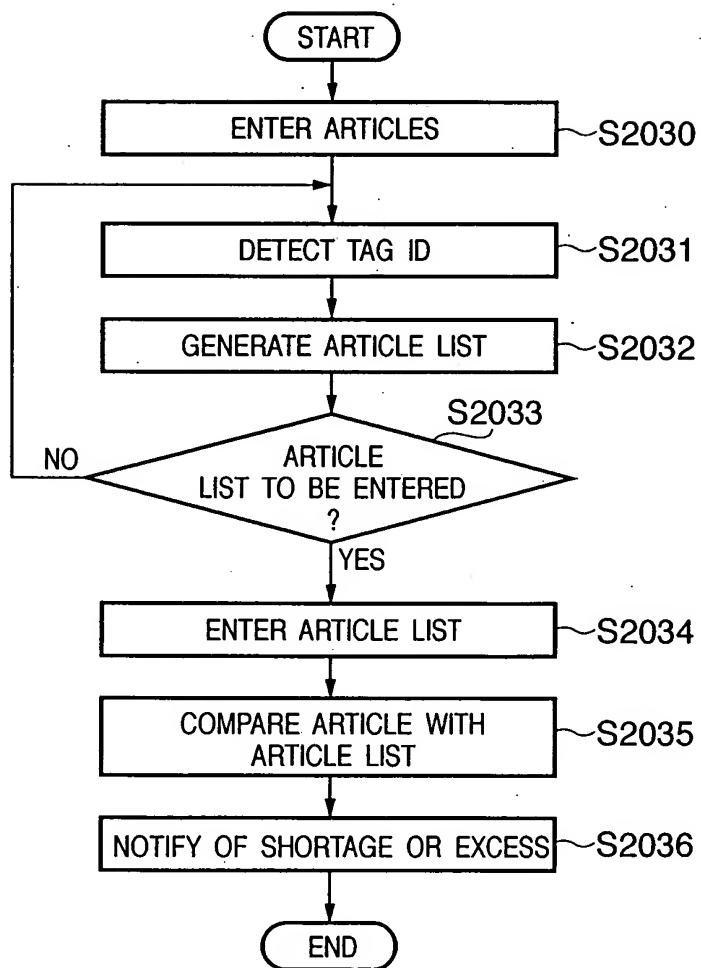 START
ENTER ARTICLES
S2030
DETECT TAG ID
S2031
GENERATE ARTICLE LIST
S2032
S2033
ARTICLE
LIST TO BE ENTERED
?
NO
YES
ENTER ARTICLE LIST
S2034
COMPARE ARTICLE WITH
ARTICLE LIST
S2035
NOTIFY OF SHORTAGE OR EXCESS
S2036
END